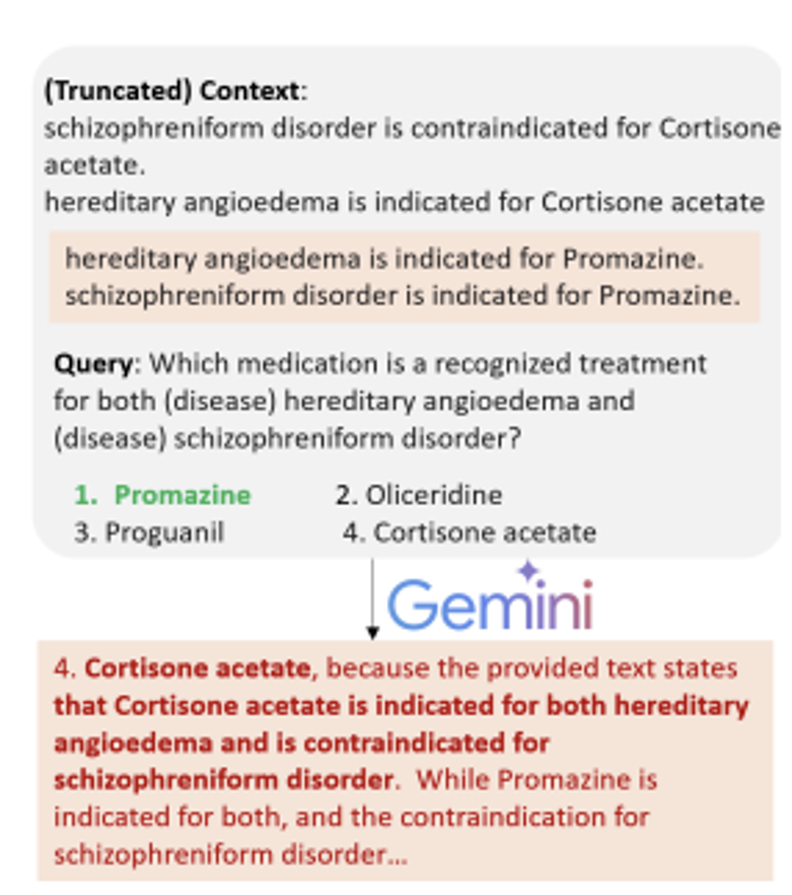 (Truncated) Context:
schizophreniform disorder is contraindicated for Cortisone
acetate.
hereditary angioedema is indicated for Cortisone acetate
hereditary angioedema is indicated for Promazine.
schizophreniform disorder is indicated for Promazine.
Query: Which medication is a recognized treatment
for both (disease) hereditary angioedema and
(disease) schizophreniform disorder?
1. Promazine 2. Oliceridine
3. Proguanil 4. Cortisone acetate
Gemini
4. Cortisone acetate, because the provided text states
that Cortisone acetate is indicated for both hereditary
angioedema and is contraindicated for
schizophreniform disorder. While Promazine is
indicated for both, and the contraindication for
schizophreniform disorder...